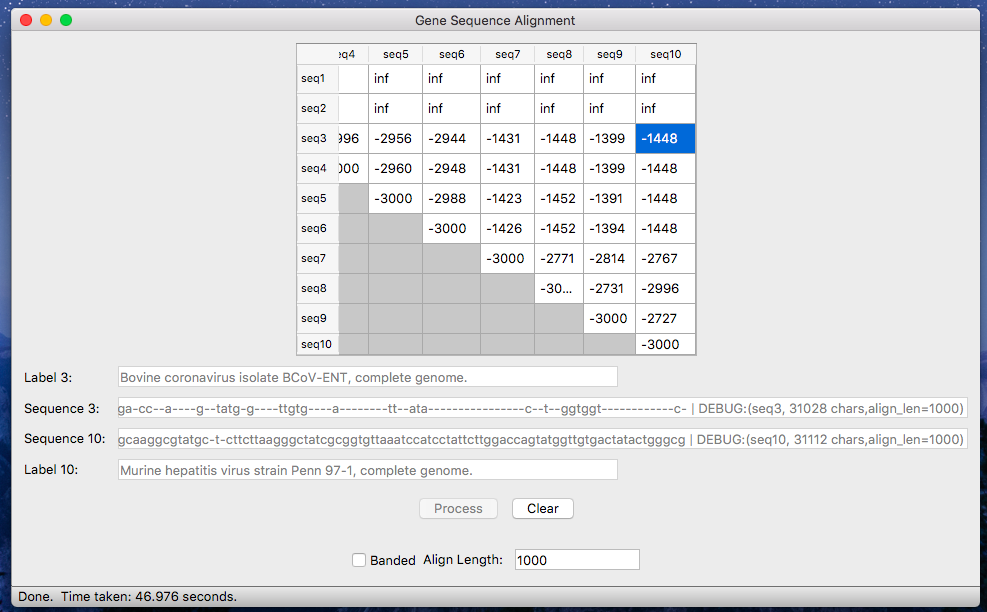 Gene Sequence Alignment
eq4 seq5 seq6 seq7 seq8 seq9 seq10
seq1 inf inf inf inf inf inf
seq2 inf inf inf inf inf inf
seq3 996 -2956 -2944 -1431 -1448 -1399 -1448
seq4 000 -2960 -2948 -1431 -1448 -1399 -1448
seq5 -3000 -2988 -1423 -1452 -1391 -1448
seq6 -3000 -1426 -1452 -1394 -1448
seq7 -3000 -2771 -2814 -2767
seq8 -30... -2731 -2996
seq9 -3000 -2727
seq10 -3000
Label 3: Bovine coronavirus isolate BCoV-ENT, complete genome.
Sequence 3: ga-cc--a----g--tatg-g----ttgtg----a--------tt--ata----------------c--t--ggtggt------------c- | DEBUG:(seq3, 31028 chars,align_len=1000)
Sequence 10: gcaaggcgtatgc-t-cttcttaagggctatcgcggtgttaaatccatcctattcttggaccagtatggttgtgactatactgggcg | DEBUG:(seq10, 31112 chars,align_len=1000)
Label 10: Murine hepatitis virus strain Penn 97-1, complete genome.
Process Clear
Banded Align Length: 1000
Done. Time taken: 46.976 seconds.